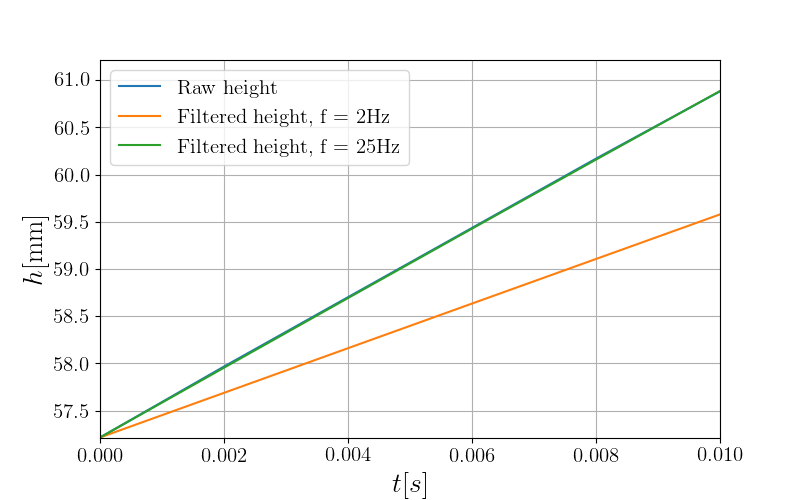 61.0
60.5
60.0
59.5
59.0
58.5
58.0
57.5
h[mm]
Raw height
Filtered height, f = 2Hz
Filtered height, f = 25Hz
0.000 0.002 0.004 0.006 0.008 0.010
t[s]